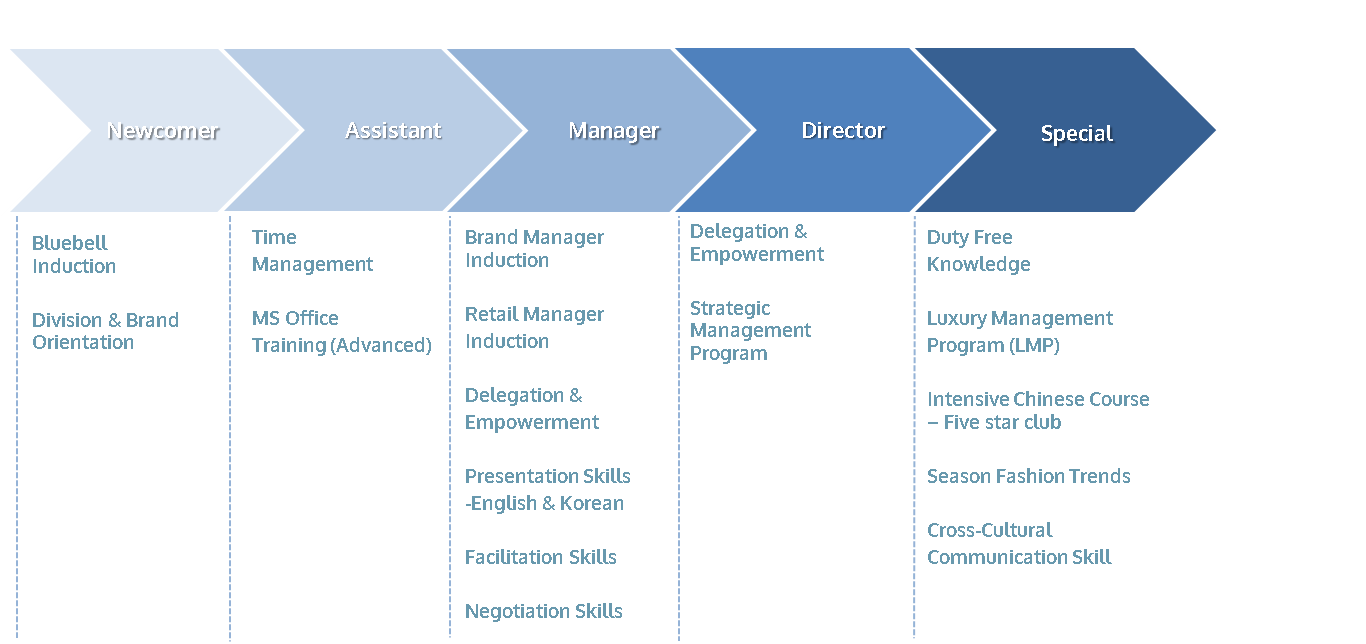 Newcomer
Assistant
Manager
Director
Special
Bluebell
Induction
Division & Brand
Orientation
Time
Management
MS Office
Training (Advanced)
Brand Manager
Induction
Retail Manager
Induction
Delegation &
Empowerment
Presentation Skills
-English & Korean
Facilitation Skills
Negotiation Skills
Delegation &
Empowerment
Strategic
Management
Program
Duty Free
Knowledge
Luxury Management
Program (LMP)
Intensive Chinese Course
– Five star club
Season Fashion Trends
Cross-Cultural
Communication Skill